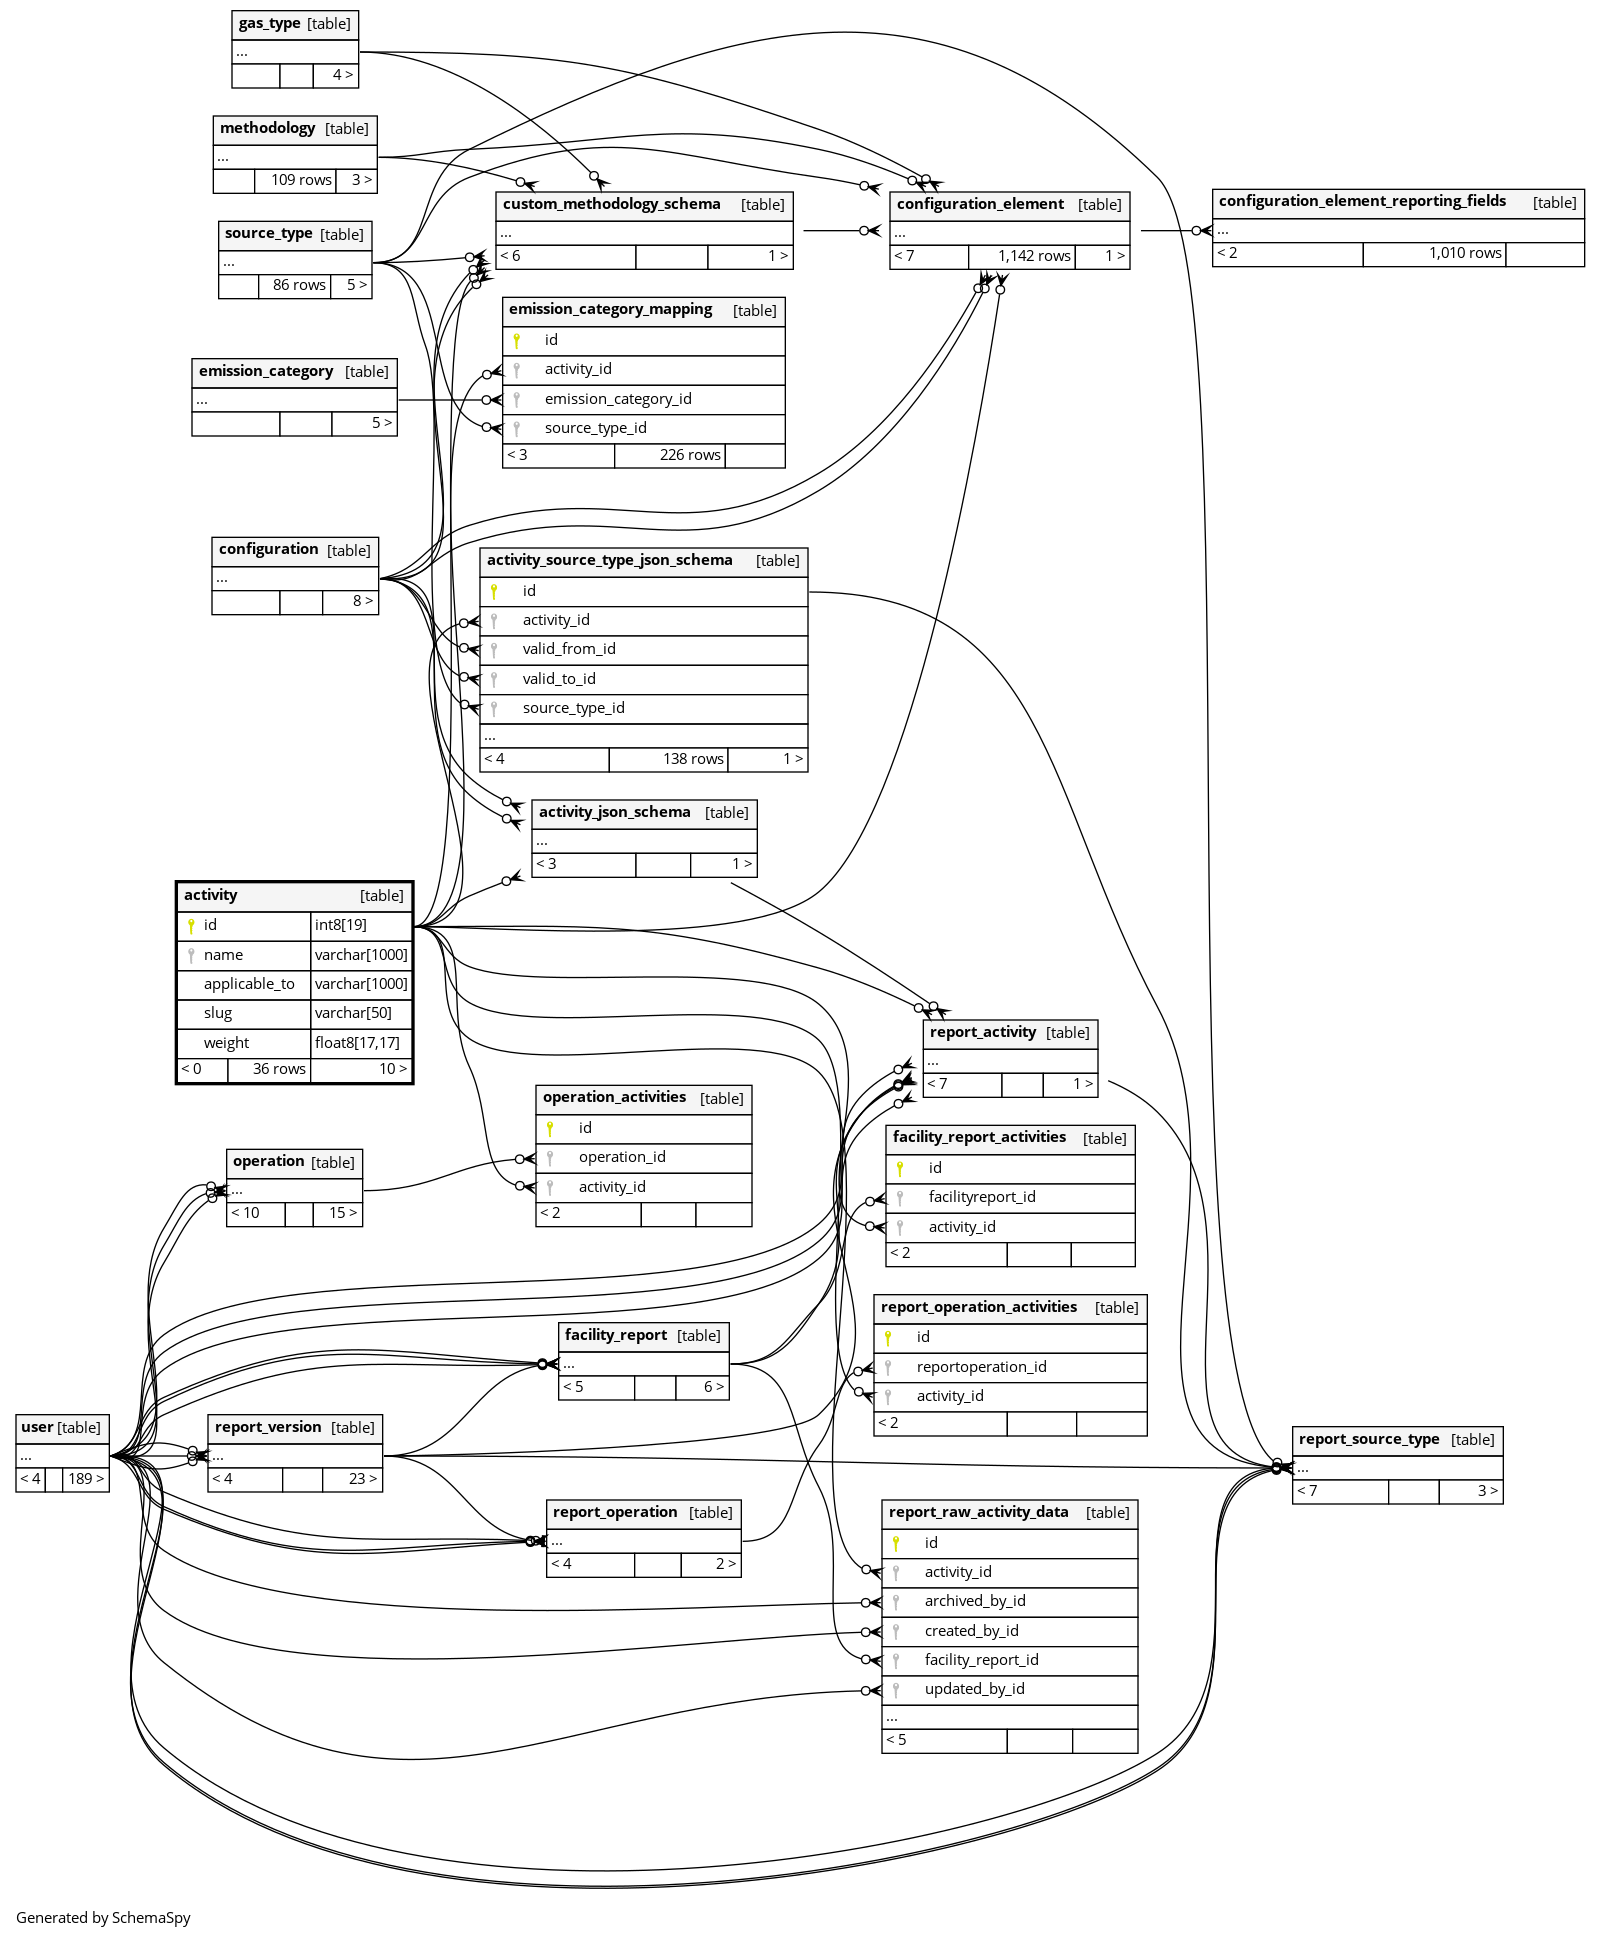 gas_type [table]
...
4 >
methodology [table]
...
109 rows 3 >
source_type [table]
...
86 rows 5 >
custom_methodology_schema [table]
...
< 6 1 >
configuration_element [table]
...
< 7 1,142 rows 1 >
configuration_element_reporting_fields [table]
...
< 2 1,010 rows
emission_category_mapping [table]
id
activity_id
emission_category_id
source_type_id
< 3 226 rows
emission_category [table]
...
5 >
configuration [table]
...
8 >
activity_source_type_json_schema [table]
id
activity_id
valid_from_id
valid_to_id
source_type_id
...
< 4 138 rows 1 >
activity_json_schema [table]
...
< 3 1 >
activity [table]
id int8[19]
name varchar[1000]
applicable_to varchar[1000]
slug varchar[50]
weight float8[17,17]
< 0 36 rows 10 >
report_activity [table]
...
< 7 1 >
operation_activities [table]
id
operation_id
activity_id
< 2
operation [table]
...
< 10 15 >
facility_report_activities [table]
id
facilityreport_id
activity_id
< 2
report_operation_activities [table]
id
reportoperation_id
activity_id
< 2
facility_report [table]
...
< 5 6 >
user [table]
...
< 4 189 >
report_version [table]
...
< 4 23 >
report_source_type [table]
...
< 7 3 >
report_operation [table]
...
< 4 2 >
report_raw_activity_data [table]
id
activity_id
archived_by_id
created_by_id
facility_report_id
updated_by_id
...
< 5
Generated by SchemaSpy